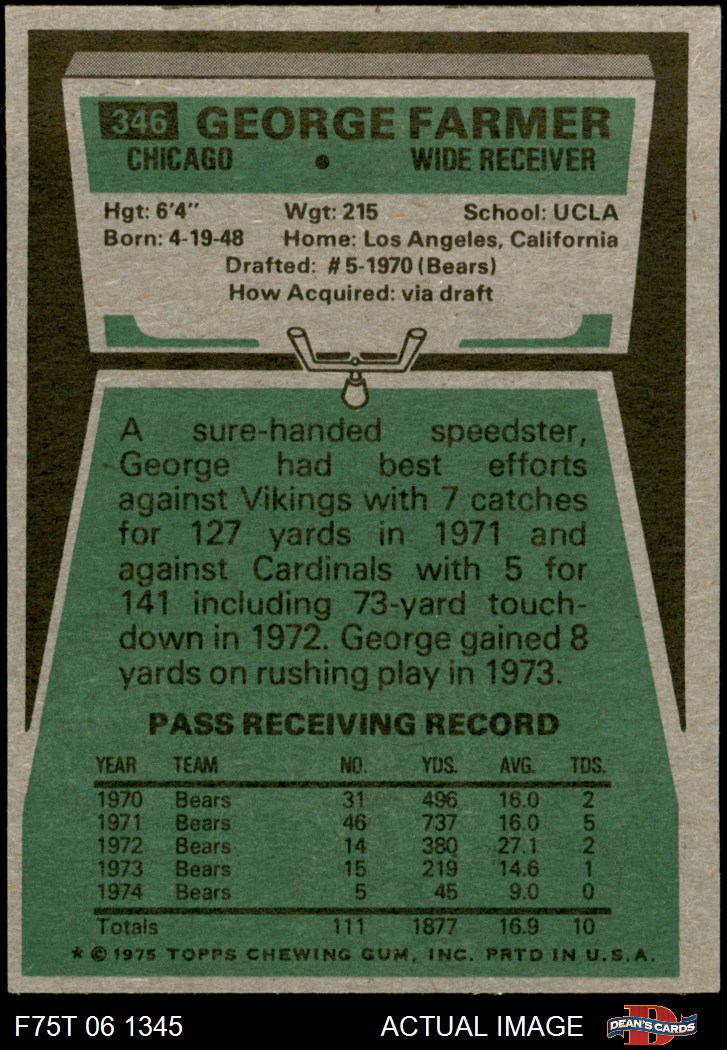 346 GEORGE FARMER
CHICAGO • WIDE RECEIVER
Hgt: 6'4" Wgt: 215 School: UCLA
Born: 4-19-48 Home: Los Angeles, California
Drafted: #5-1970 (Bears)
How Acquired: via draft
A sure-handed speedster,
George had best efforts
against Vikings with 7 catches
for 127 yards in 1971 and
against Cardinals with 5 for
141 including 73-yard touch-
down in 1972. George gained 8
yards on rushing play in 1973.
PASS RECEIVING RECORD
YEAR TEAM NO. YDS. AVG. TDS.
1970 Bears 31 496 16.0 2
1971 Bears 46 737 16.0 5
1972 Bears 14 380 27.1 2
1973 Bears 15 219 14.6 1
1974 Bears 5 45 9.0 0
Totals 111 1877 16.9 10
* © 1975 TOPPS CHEWING GUM, INC. PRTD IN U.S.A.
F75T 06 1345 ACTUAL IMAGE D DEAN'S CARDS